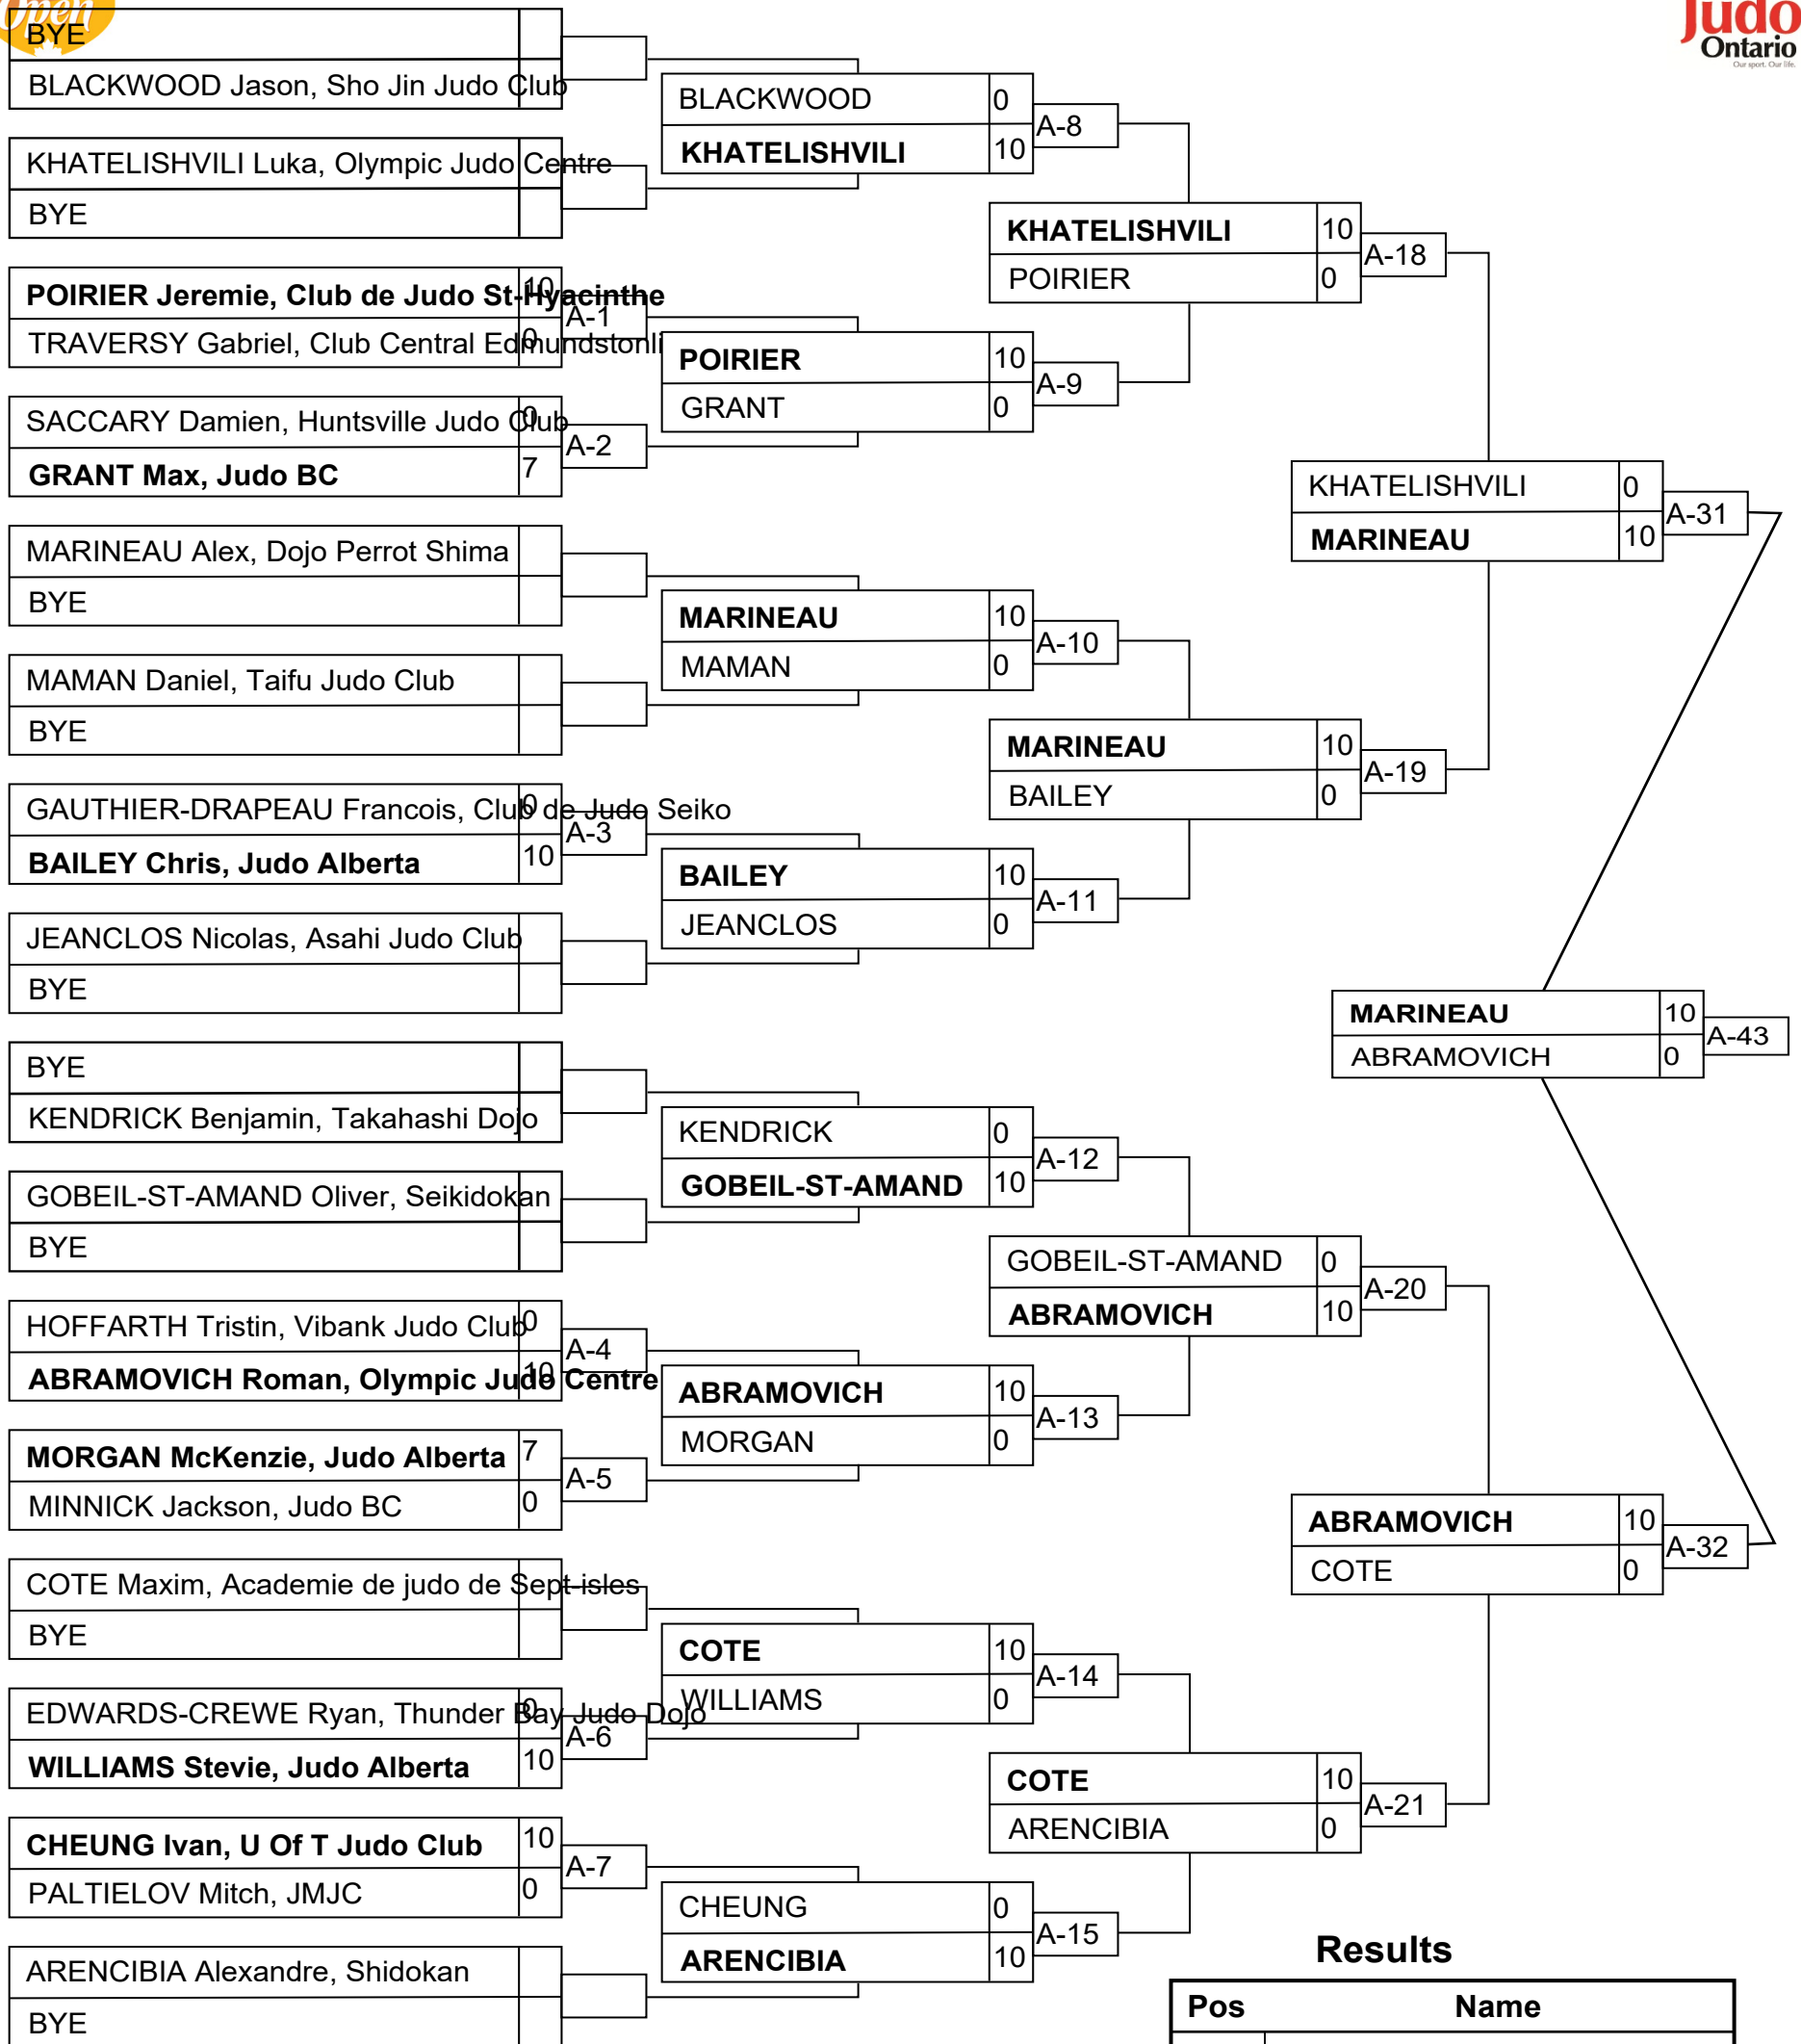 Open
Judo
Ontario
Our sport. Our life.
BYE
BLACKWOOD Jason, Sho Jin Judo Club
KHATELISHVILI Luka, Olympic Judo Centre
BYE
POIRIER Jeremie, Club de Judo St-Hyacinthe 10
TRAVERSY Gabriel, Club Central Edmundstonli 0
A-1
SACCARY Damien, Huntsville Judo Club 0
GRANT Max, Judo BC 7
A-2
MARINEAU Alex, Dojo Perrot Shima
BYE
MAMAN Daniel, Taifu Judo Club
BYE
GAUTHIER-DRAPEAU Francois, Club de Judo Seiko 0
BAILEY Chris, Judo Alberta 10
A-3
JEANCLOS Nicolas, Asahi Judo Club
BYE
BYE
KENDRICK Benjamin, Takahashi Dojo
GOBEIL-ST-AMAND Oliver, Seikidokan
BYE
HOFFARTH Tristin, Vibank Judo Club 0
ABRAMOVICH Roman, Olympic Judo Centre 10
A-4
MORGAN McKenzie, Judo Alberta 7
MINNICK Jackson, Judo BC 0
A-5
COTE Maxim, Academie de judo de Sept-isles
BYE
EDWARDS-CREWE Ryan, Thunder Bay Judo Dojo 0
WILLIAMS Stevie, Judo Alberta 10
A-6
CHEUNG Ivan, U Of T Judo Club 10
PALTIELOV Mitch, JMJC 0
A-7
ARENCIBIA Alexandre, Shidokan
BYE
BLACKWOOD 0
KHATELISHVILI 10
A-8
POIRIER 10
GRANT 0
A-9
MARINEAU 10
MAMAN 0
A-10
BAILEY 10
JEANCLOS 0
A-11
KENDRICK 0
GOBEIL-ST-AMAND 10
A-12
ABRAMOVICH 10
MORGAN 0
A-13
COTE 10
WILLIAMS 0
A-14
CHEUNG 0
ARENCIBIA 10
A-15
KHATELISHVILI 10
POIRIER 0
A-18
MARINEAU 10
BAILEY 0
A-19
GOBEIL-ST-AMAND 0
ABRAMOVICH 10
A-20
COTE 10
ARENCIBIA 0
A-21
KHATELISHVILI 0
MARINEAU 10
A-31
ABRAMOVICH 10
COTE 0
A-32
MARINEAU 10
ABRAMOVICH 0
A-43
Results
Pos Name